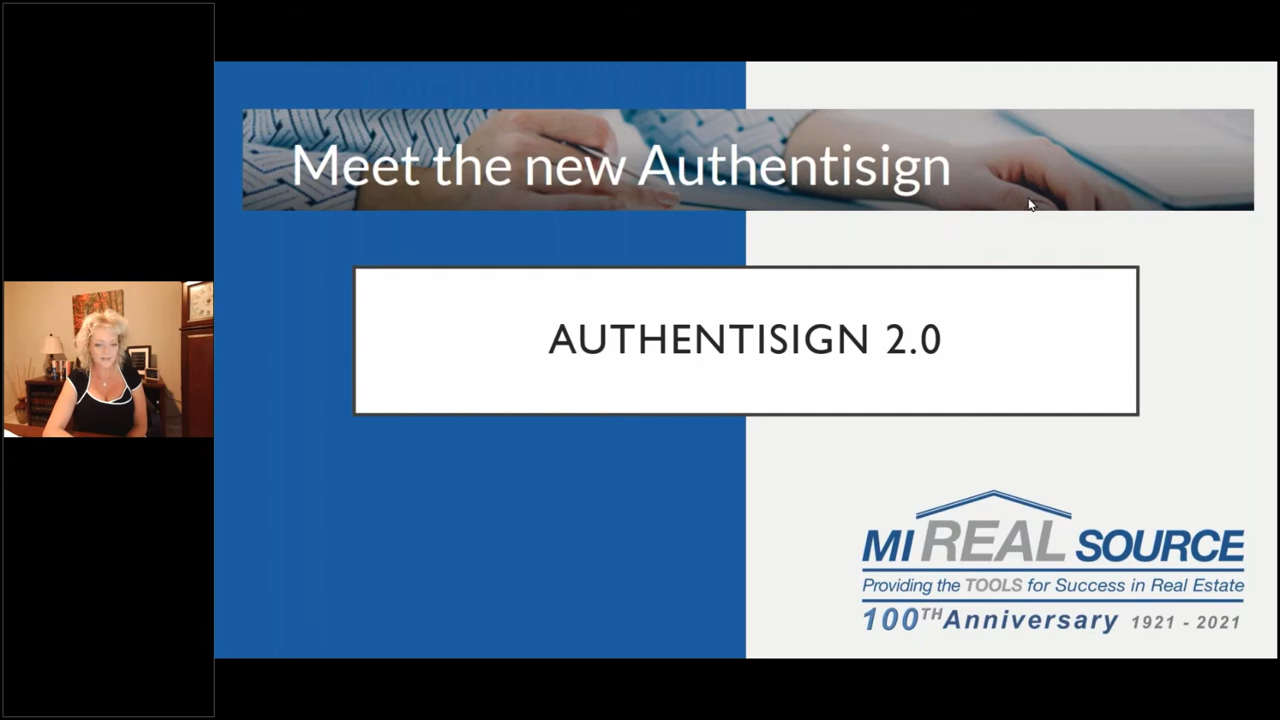 Meet the new Authentisign
AUTHENTISIGN 2.0
MI REAL SOURCE
Providing the TOOLS for Success in Real Estate
100TH Anniversary 1921 - 2021